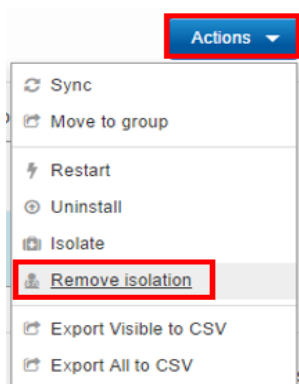 Actions
Sync
Move to group
Restart
Uninstall
Isolate
Remove isolation
Export Visible to CSV
Export All to CSV